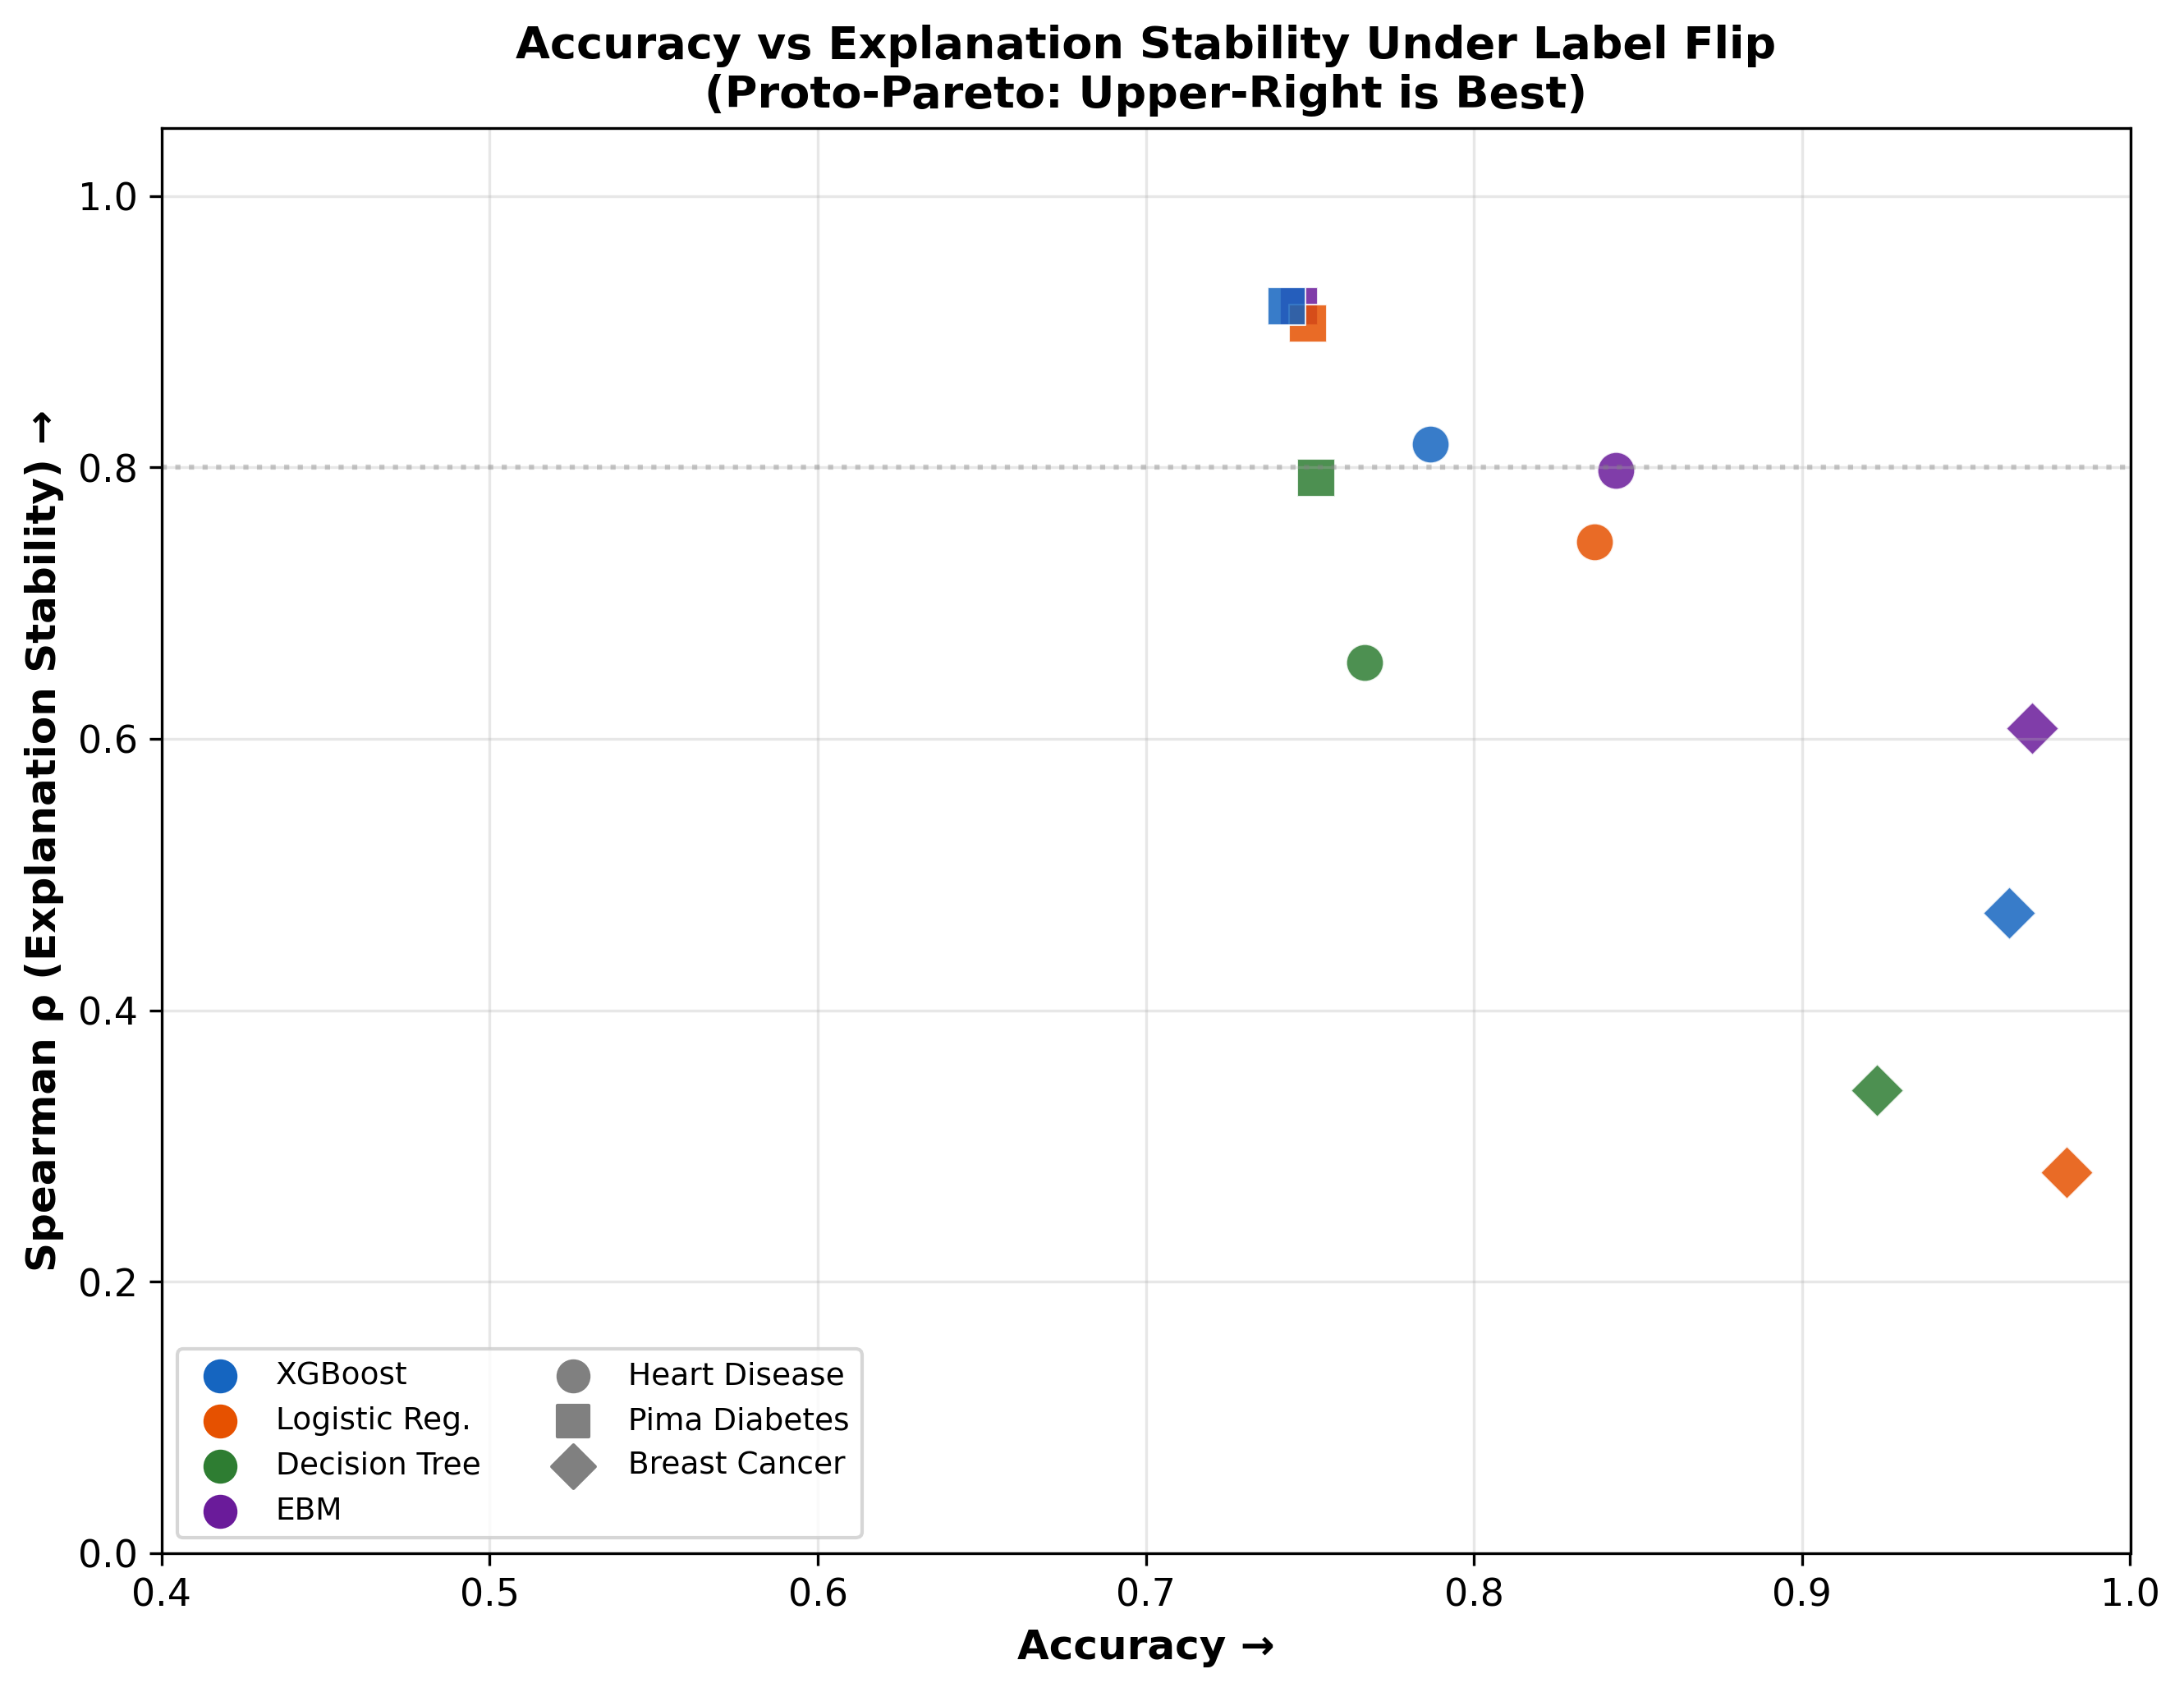 Accuracy vs Explanation Stability Under Label Flip
(Proto-Pareto: Upper-Right is Best)
Spearman ρ (Explanation Stability) →
1.0
0.8
0.6
0.4
0.2
0.0
XGBoost
Logistic Reg.
Decision Tree
EBM
Heart Disease
Pima Diabetes
Breast Cancer
0.4 0.5 0.6 0.7 0.8 0.9 1.0
Accuracy →